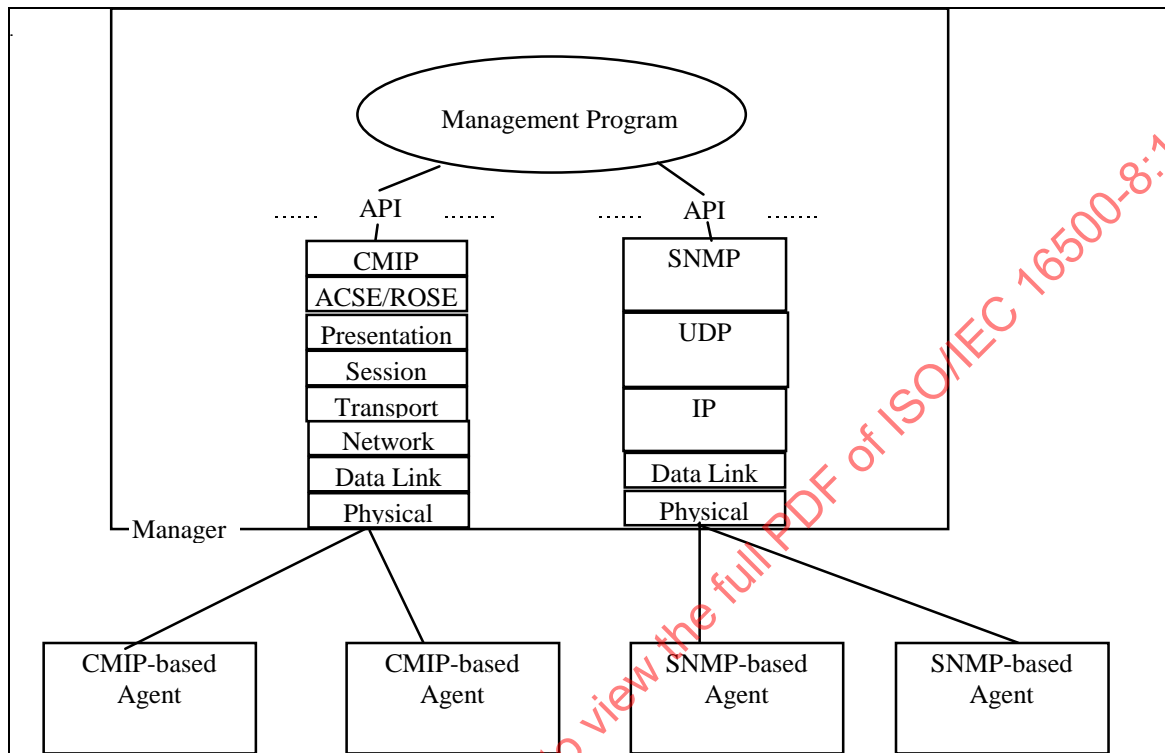 Management Program
API
API
CMIP
ACSE/ROSE
Presentation
Session
Transport
Network
Data Link
Physical
SNMP
UDP
IP
Data Link
Physical
Manager
CMIP-based
Agent
CMIP-based
Agent
SNMP-based
Agent
SNMP-based
Agent
to view the full PDF of ISO/IEC 16500-8:1